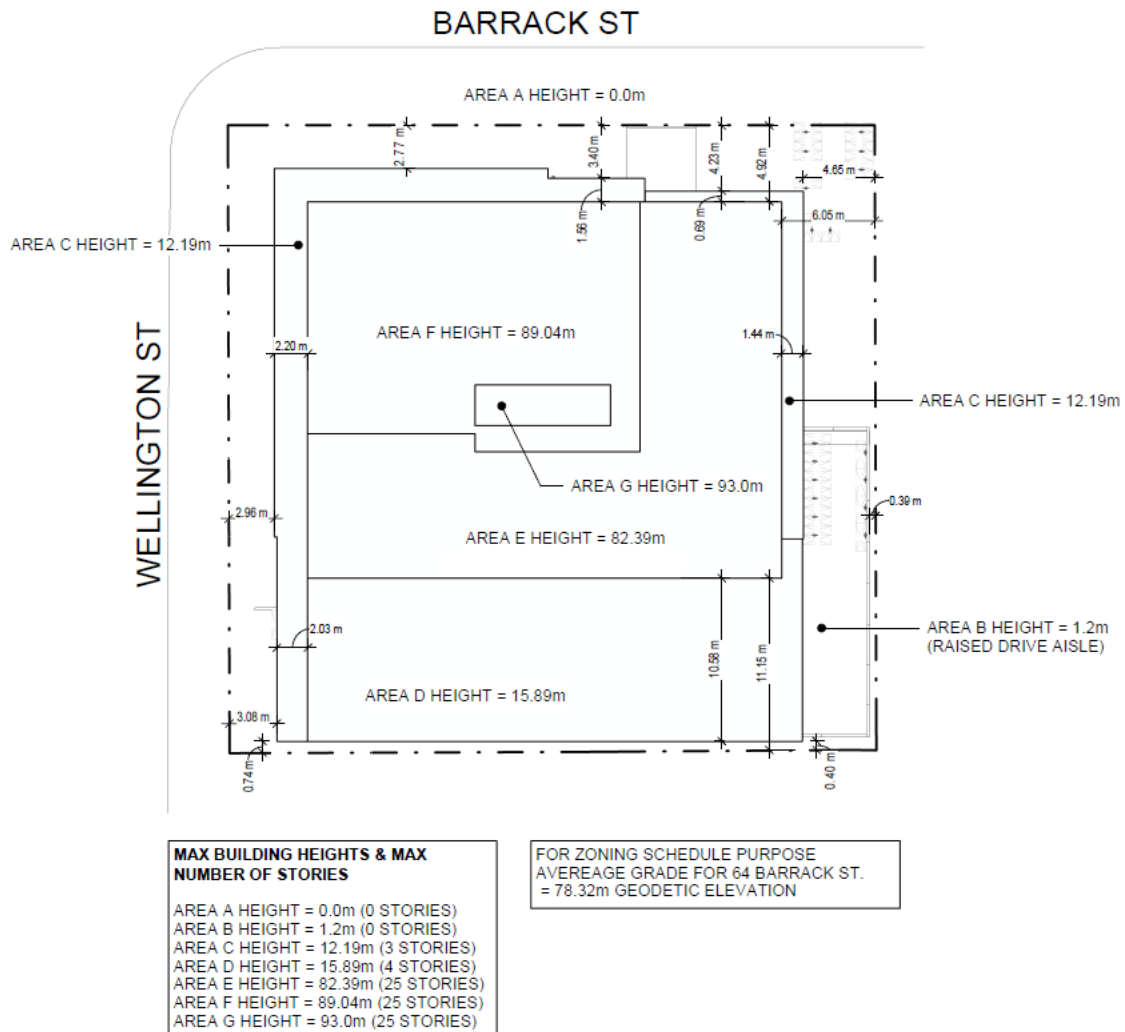 BARRACK ST
AREA A HEIGHT = 0.0m
2.77 m
3.40 m
4.23 m
4.92 m
4.65 m
1.56 m
0.69 m
6.05 m
AREA C HEIGHT = 12.19m
WELLINGTON ST
AREA F HEIGHT = 89.04m
2.20 m
1.44 m
AREA C HEIGHT = 12.19m
AREA G HEIGHT = 93.0m
2.96 m
0.39 m
AREA E HEIGHT = 82.39m
2.03 m
AREA B HEIGHT = 1.2m
(RAISED DRIVE AISLE)
10.58 m
11.15 m
AREA D HEIGHT = 15.89m
3.08 m
0.74 m
0.40 m
MAX BUILDING HEIGHTS & MAX
NUMBER OF STORIES
AREA A HEIGHT = 0.0m (0 STORIES)
AREA B HEIGHT = 1.2m (0 STORIES)
AREA C HEIGHT = 12.19m (3 STORIES)
AREA D HEIGHT = 15.89m (4 STORIES)
AREA E HEIGHT = 82.39m (25 STORIES)
AREA F HEIGHT = 89.04m (25 STORIES)
AREA G HEIGHT = 93.0m (25 STORIES)
FOR ZONING SCHEDULE PURPOSE
AVEREAGE GRADE FOR 64 BARRACK ST.
= 78.32m GEODETIC ELEVATION